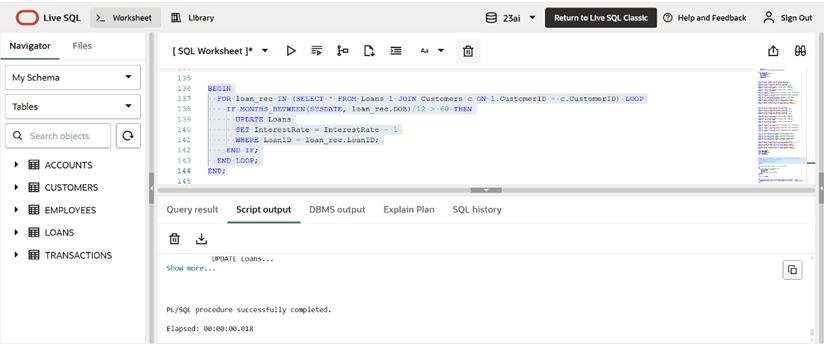 Live SQL
Worksheet
Library
23ai
Return to Live SQL Classic
Help and Feedback
Sign Out
Navigator
Files
[ SQL Worksheet ]*
Aa
My Schema
Tables
Search objects
ACCOUNTS
CUSTOMERS
EMPLOYEES
LOANS
TRANSACTIONS
135
136 BEGIN
137 FOR loan_rec IN (SELECT * FROM Loans l JOIN Customers c ON l.CustomerID = c.CustomerID) LOOP
138 IF MONTHS_BETWEEN(SYSDATE, loan_rec.DOB)/12 > 60 THEN
139 UPDATE Loans
140 SET InterestRate = InterestRate - 1
141 WHERE LoanID = loan_rec.LoanID;
142 END IF;
143 END LOOP;
144 END;
145
Query result
Script output
DBMS output
Explain Plan
SQL history
UPDATE Loans...
Show more...
PL/SQL procedure successfully completed.
Elapsed: 00:00:00.018